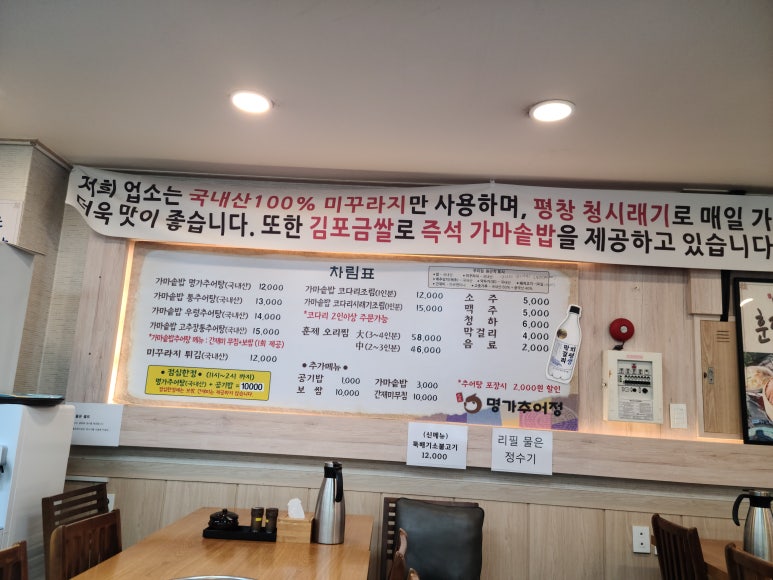 저희 업소는 국내산100% 미꾸라지만 사용하며, 평창 청시래기로 매일 가
더욱 맛이 좋습니다. 또한 김포금쌀로 즉석 가마솥밥을 제공하고 있습니다
차림표
가마솥밥 명가추어탕(국내산) 12,000
가마솥밥 통추어탕(국내산) 13,000
가마솥밥 우렁추어탕(국내산) 14,000
가마솥밥 고추장통추어탕(국내산) 15,000
*가마솥밥추어탕 메뉴: 간재미무침+보쌈 (1회 제공)
미꾸라지 튀김(국내산) 12,000
점심한정 (11시~2시 까지)
명가추어탕(국내산) + 공기밥 = 10000
가마솥밥 코다리조림(1인분) 12,000
가마솥밥 코다리시래기조림(1인분) 15,000
*코다리 2인이상 주문가능
훈제 오리찜 大(3~4인분) 58,000
中(2~3인분) 46,000
추가메뉴
공기밥 1,000 가마솥밥 3,000
보쌈 10,000 간재미무침 10,000
소주 5,000
맥주 5,000
청하 6,000
막걸리 4,000
음료 2,000
*추어탕 포장시 2,000원 할인
명가추어정
(신메뉴)
뚝배기소불고기
12,000
리필 물은
정수기